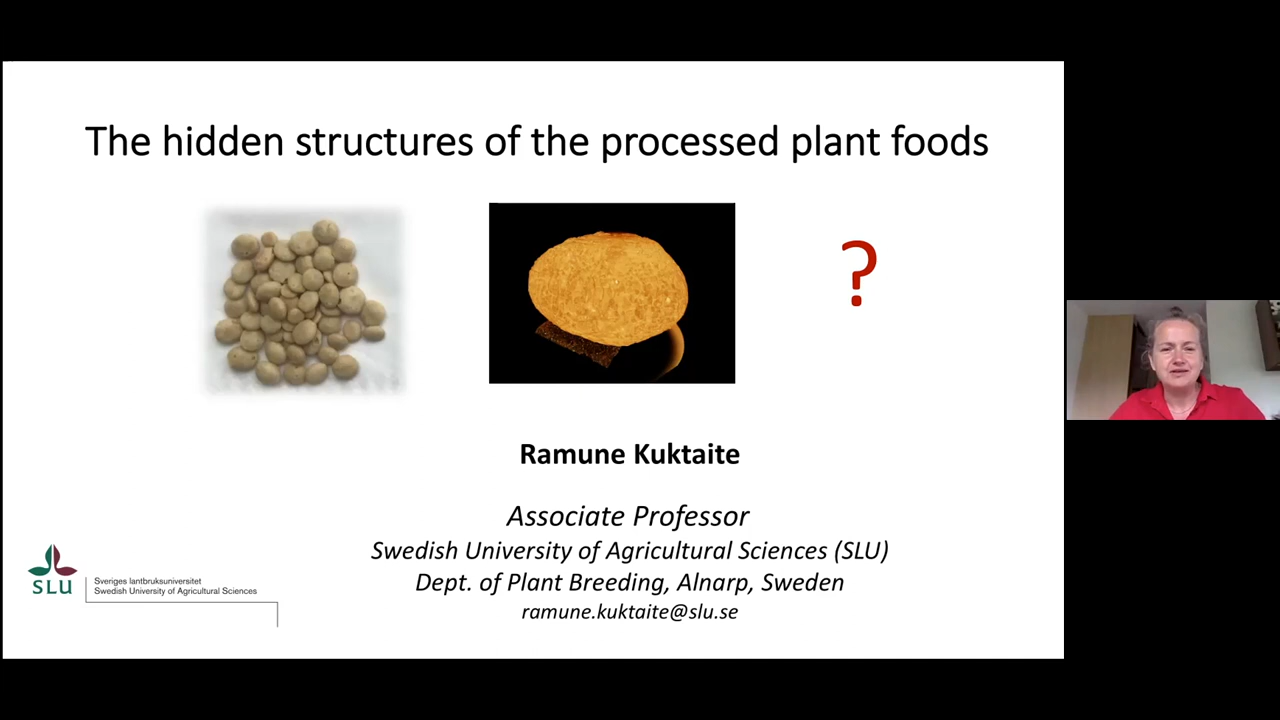 The hidden structures of the processed plant foods
?
Ramune Kuktaite
Associate Professor
Swedish University of Agricultural Sciences (SLU)
Dept. of Plant Breeding, Alnarp, Sweden
ramune.kuktaite@slu.se
SLU
Sveriges lantbruksuniversitet
Swedish University of Agricultural Sciences